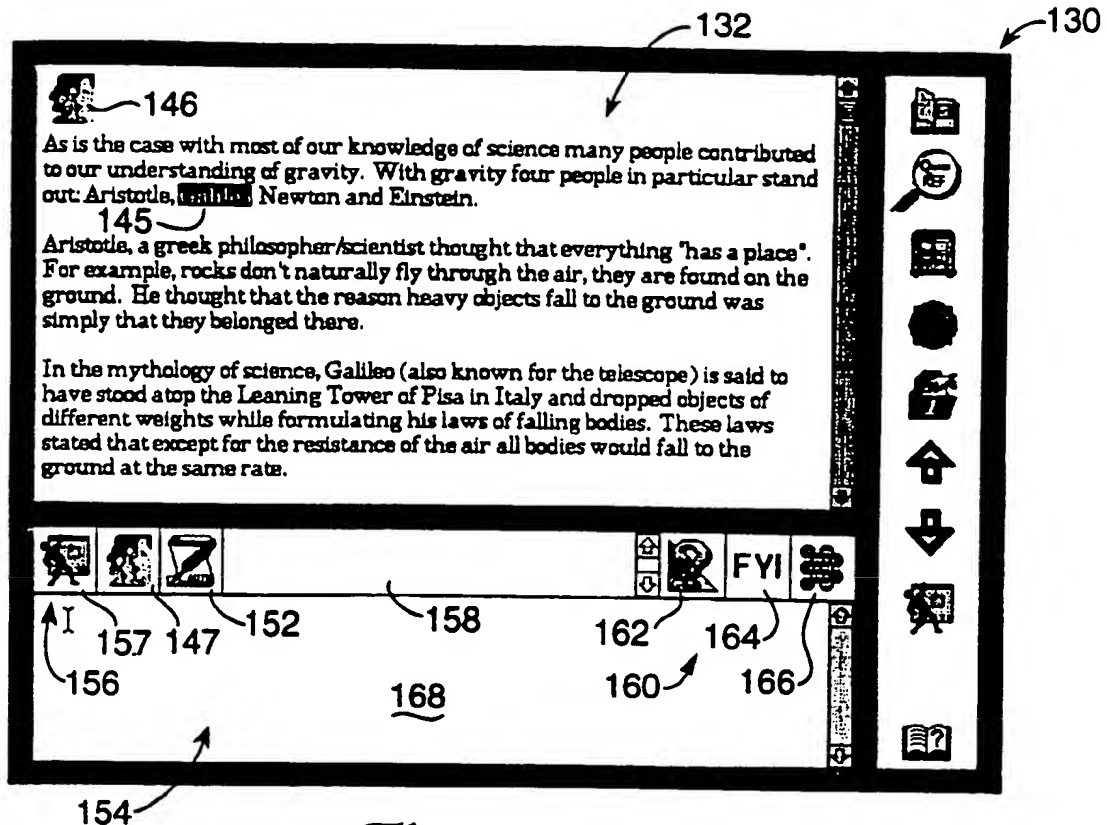 132
130
146
As is the case with most of our knowledge of science many people contributed
to our understanding of gravity. With gravity four people in particular stand
out: Aristotle, Newton and Einstein.
145
Aristotle, a greek philosopher/scientist thought that everything "has a place".
For example, rocks don't naturally fly through the air, they are found on the
ground. He thought that the reason heavy objects fall to the ground was
simply that they belonged there.
In the mythology of science, Galileo (also known for the telescope) is said to
have stood atop the Leaning Tower of Pisa in Italy and dropped objects of
different weights while formulating his laws of falling bodies. These laws
stated that except for the resistance of the air all bodies would fall to the
ground at the same rate.
REF
1
FYI
157 147 152 158 162 164 166
156 168 160
?
154